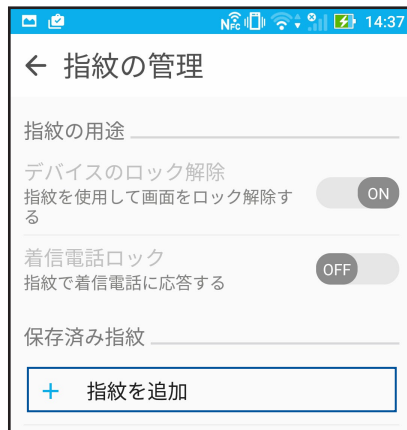 NFC 14:37
← 指紋の管理
指紋の用途
デバイスのロック解除
指紋を使用して画面をロック解除す
る
ON
着信電話ロック
指紋で着信電話に応答する
OFF
保存済み指紋
+ 指紋を追加